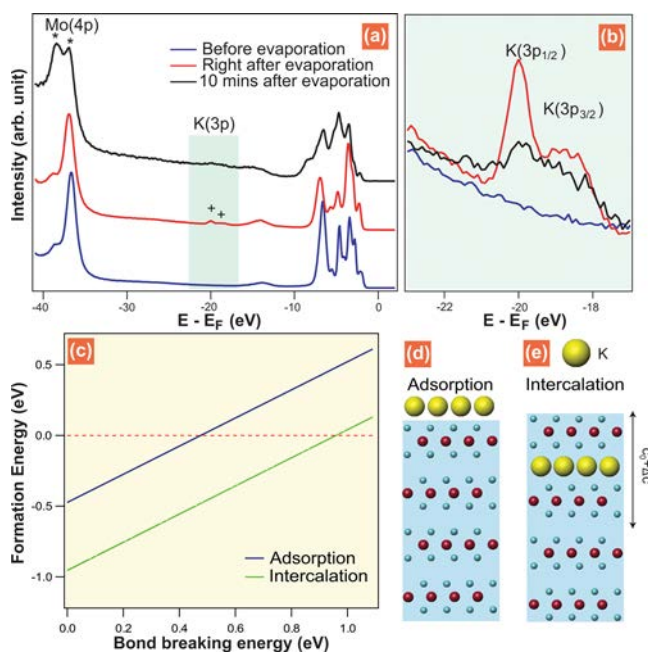 Mo(4p)
* *
(a)
Before evaporation
Right after evaporation
10 mins after evaporation
K(3p)
+ +
Intensity (arb. unit)
-40 -30 -20 -10 0
E - EF (eV)
(b)
K(3p1/2)
K(3p3/2)
-22 -20 -18
E - EF (eV)
(c)
Formation Energy (eV)
0.5
0.0
-0.5
-1.0
Adsorption
Intercalation
0.0 0.2 0.4 0.6 0.8 1.0
Bond breaking energy (eV)
(d)
Adsorption
(e)
K
Intercalation
c0+Δc